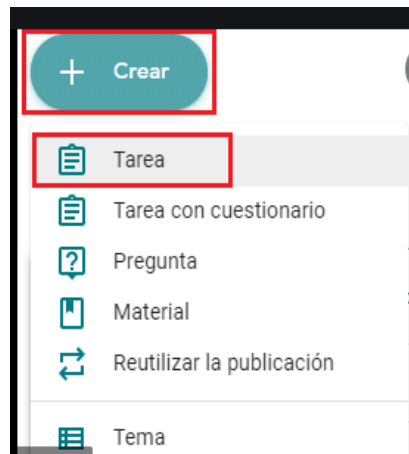 Crear
Tarea
Tarea con cuestionario
Pregunta
Material
Reutilizar la publicación
Tema